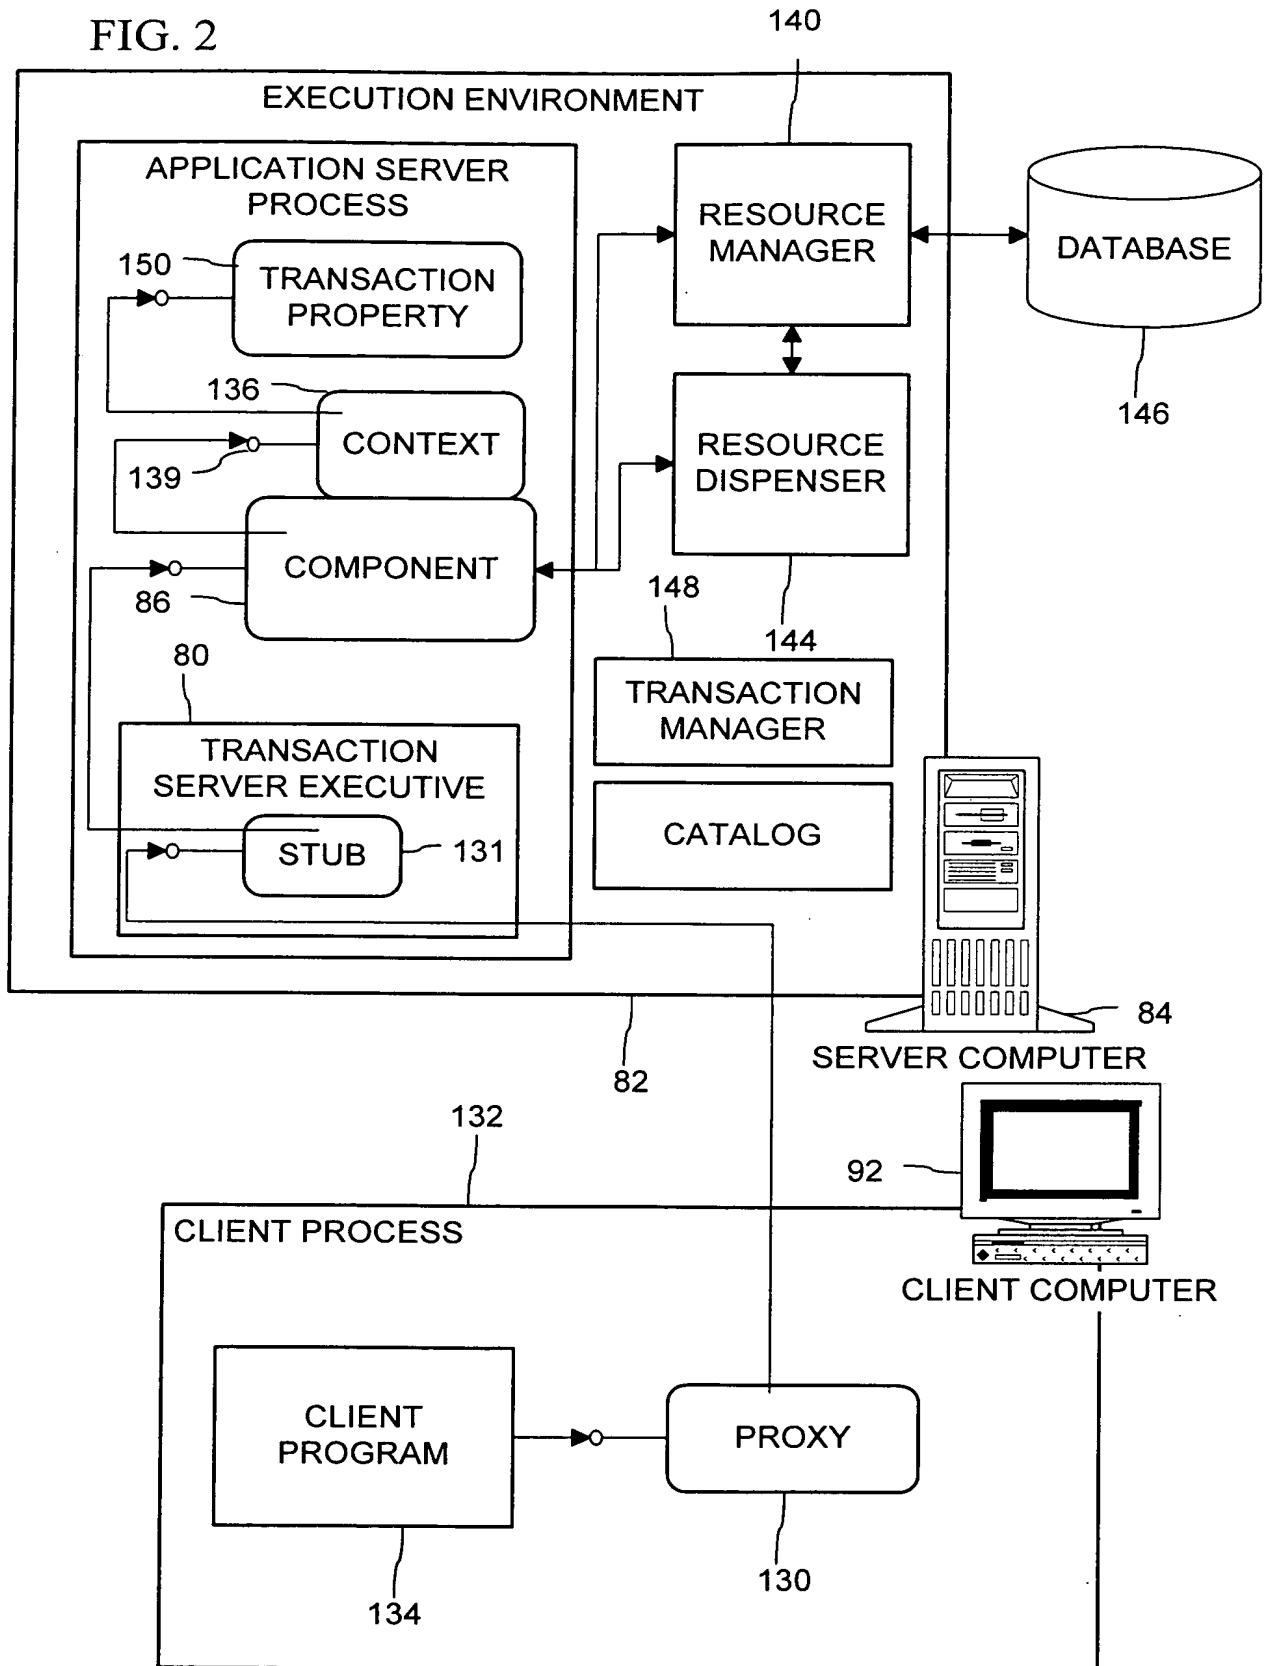 FIG. 2
140
EXECUTION ENVIRONMENT
APPLICATION SERVER
PROCESS
RESOURCE
MANAGER
DATABASE
150
TRANSACTION
PROPERTY
136
146
CONTEXT
139
RESOURCE
DISPENSER
COMPONENT
86
148
144
80
TRANSACTION
MANAGER
TRANSACTION
SERVER EXECUTIVE
CATALOG
STUB
131
84
SERVER COMPUTER
82
132
92
CLIENT PROCESS
CLIENT COMPUTER
CLIENT
PROGRAM
PROXY
130
134